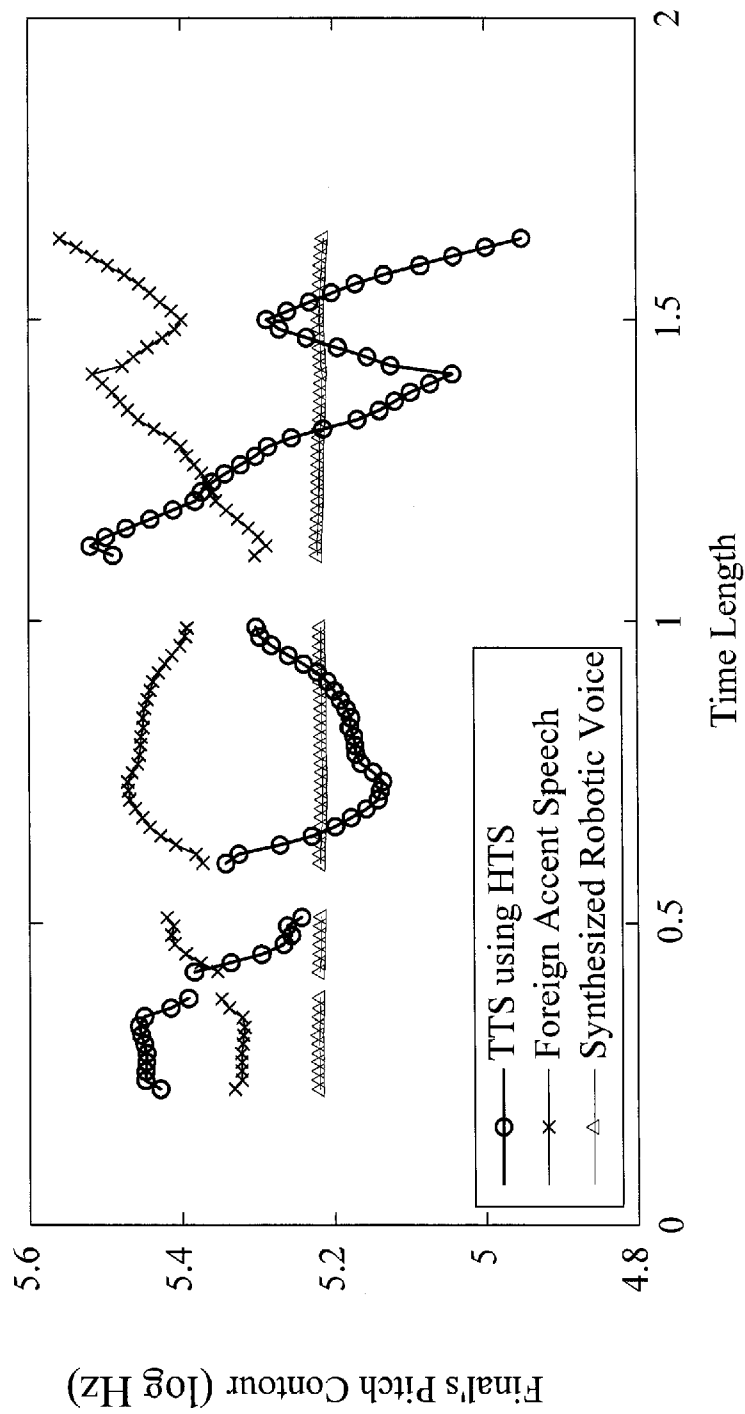 Final's Pitch Contour (log Hz)
5.6
5.4
5.2
5
4.8
0
0.5
1
1.5
2
Time Length
TTS using HTS
Foreign Accent Speech
Synthesized Robotic Voice